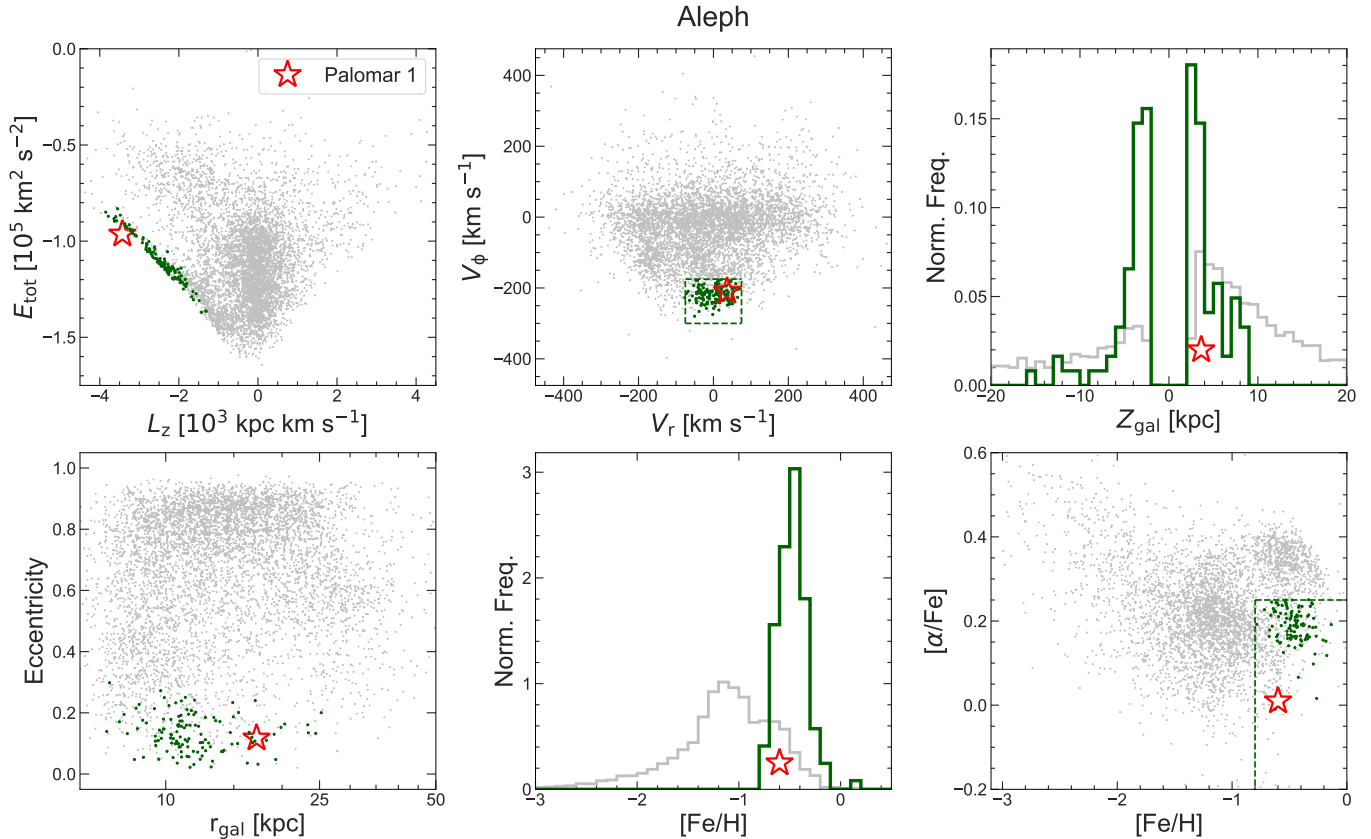 Aleph
0.0
−0.5
−1.0
−1.5
E_tot [10^5 km^2 s^−2]
−4 −2 0 2 4
L_z [10^3 kpc km s^−1]
Palomar 1
400
200
0
−200
−400
V_ϕ [km s^−1]
−400 −200 0 200 400
V_r [km s^−1]
0.15
0.10
0.05
0.00
Norm. Freq.
−20 −10 0 10 20
Z_gal [kpc]
1.0
0.8
0.6
0.4
0.2
0.0
Eccentricity
10 25 50
r_gal [kpc]
3
2
1
0
Norm. Freq.
−3 −2 −1 0
[Fe/H]
0.6
0.4
0.2
0.0
−0.2
[α/Fe]
−3 −2 −1 0
[Fe/H]